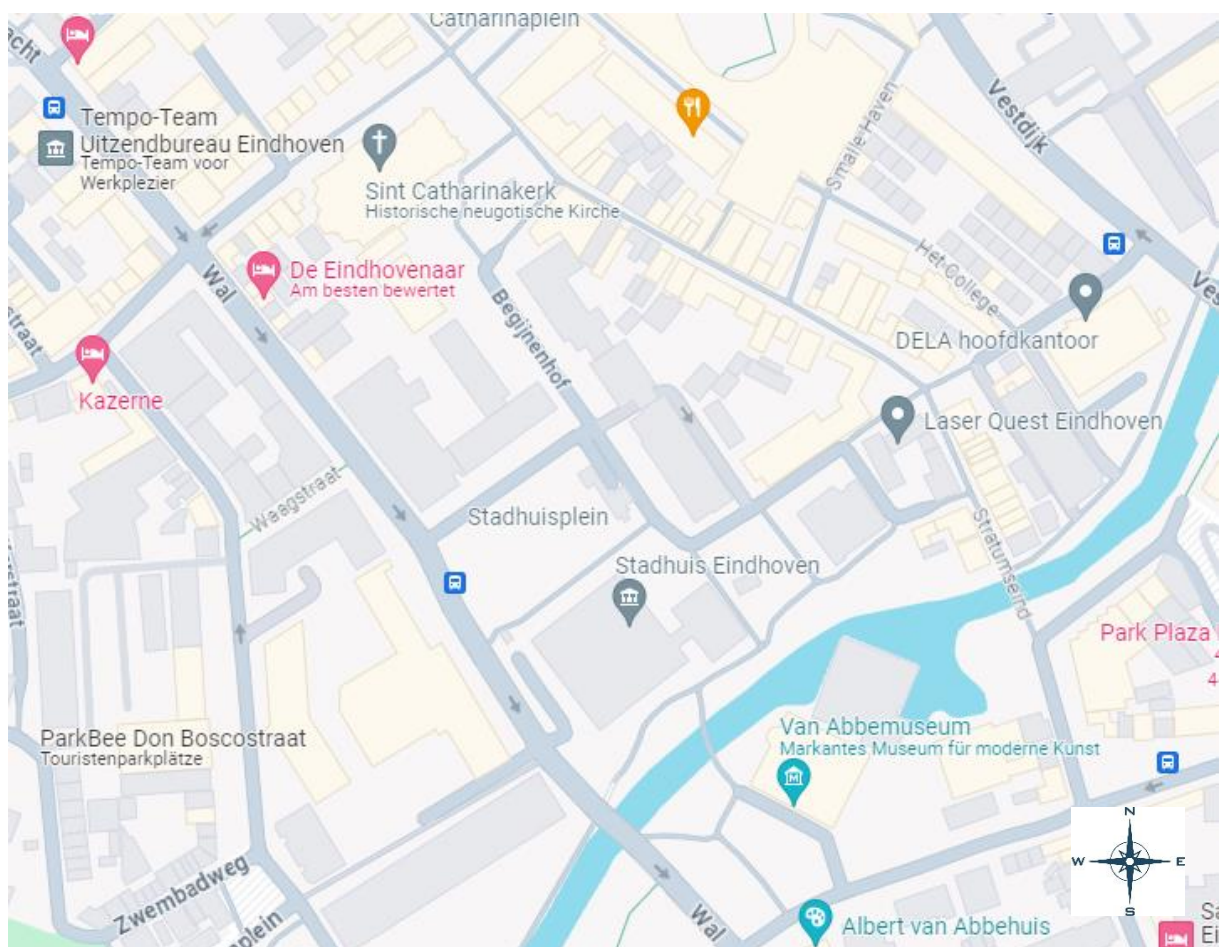 Catharinaplein
Tempo-Team
Uitzendbureau Eindhoven
Tempo-Team voor
Werkplezier
Sint Catharinakerk
Historische neugotische Kirche
Smalle Haven
Vestdijk
De Eindhovenaar
Am besten bewertet
Wal
Begijnenhof
Het College
DELA hoofdkantoor
Kazerne
Laser Quest Eindhoven
Waagstraat
Stadhuisplein
Stratumseind
Stadhuis Eindhoven
Park Plaza
ParkBee Don Boscostraat
Touristenparkplätze
Van Abbemuseum
Markantes Museum für moderne Kunst
M
N
W E
S
Zwembadweg
Wal
Albert van Abbehuis